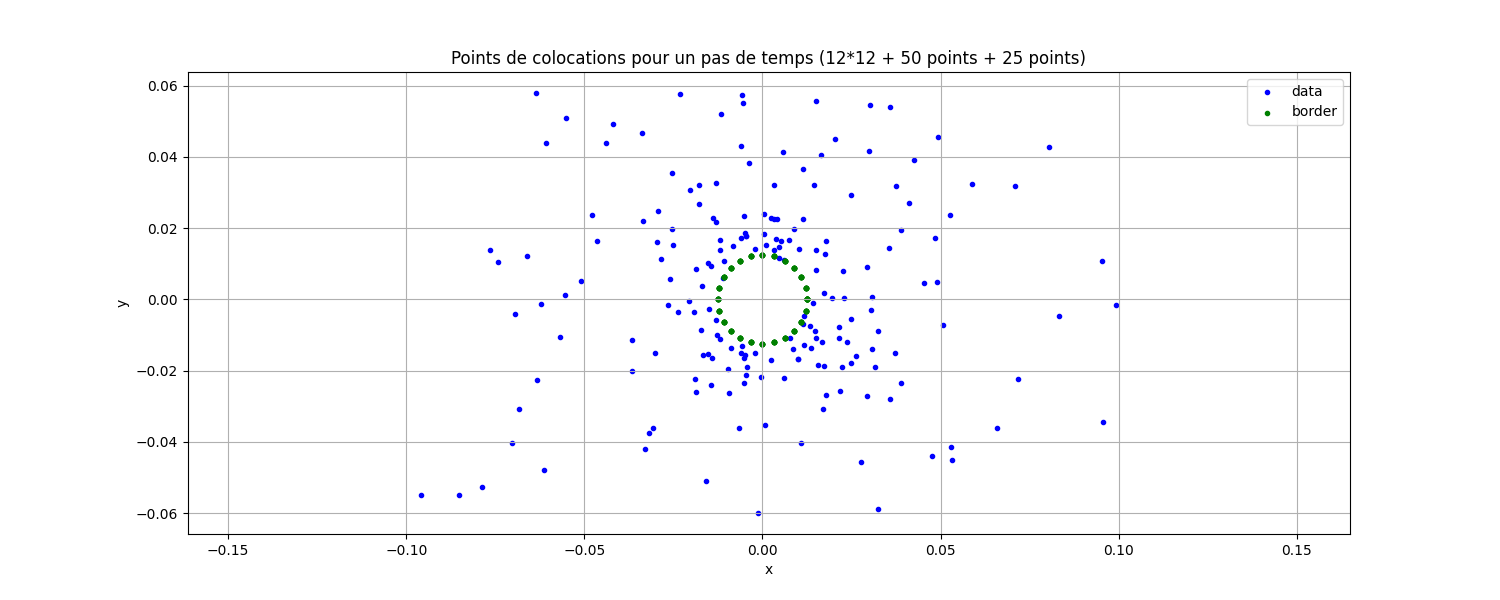 Points de colocations pour un pas de temps (12*12 + 50 points + 25 points)
data
border
0.06
0.04
0.02
0.00
−0.02
−0.04
−0.06
y
−0.15
−0.10
−0.05
0.00
0.05
0.10
0.15
x